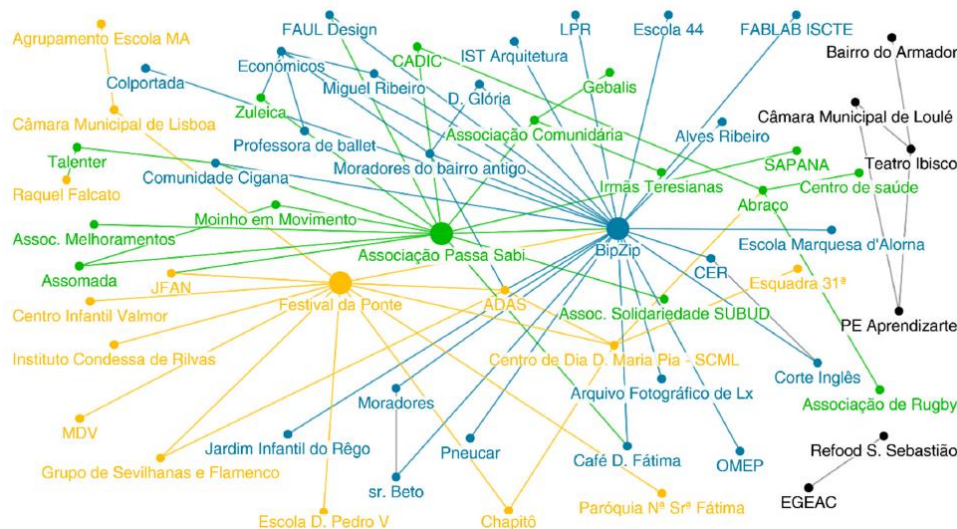 FAUL Design
LPR
Escola 44
FABLAB ISCTE
Agrupamento Escola MA
Bairro do Armador
CADIC
IST Arquitetura
Económicos
Colportada
Miguel Ribeiro
D. Glória
Gebalis
Zuleica
Câmara Municipal de Loulé
Câmara Municipal de Lisboa
Associação Comunidária
Professora de ballet
Alves Ribeiro
Talenter
Moradores do bairro antigo
SAPANA
Teatro Ibisco
Comunidade Cigana
Raquel Falcato
Irmãs Teresianas
Centro de saúde
Abraço
Moinho em Movimento
Assoc. Melhoramentos
Escola Marquesa d'Alorna
Associação Passa Sabi
BipZip
Assomada
CER
JFAN
Esquadra 31ª
Festival da Ponte
ADAS
Centro Infantil Valmor
Assoc. Solidariedade SUBUD
PE Aprendizarte
Instituto Condessa de Rilvas
Centro de Dia D. Maria Pia - SCML
Corte Inglês
Moradores
Arquivo Fotográfico de Lx
Associação de Rugby
MDV
Jardim Infantil do Rêgo
Pneucar
Café D. Fátima
Refood S. Sebastião
Grupo de Sevilhanas e Flamenco
OMEP
sr. Beto
EGEAC
Escola D. Pedro V
Chapitô
Paróquia Nª Srª Fátima